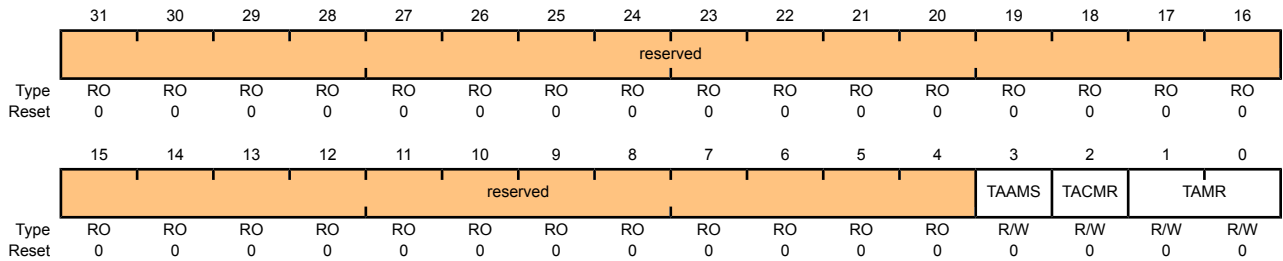 31 30 29 28 27 26 25 24 23 22 21 20 19 18 17 16
reserved
Type RO RO RO RO RO RO RO RO RO RO RO RO RO RO RO RO
Reset 0 0 0 0 0 0 0 0 0 0 0 0 0 0 0 0
15 14 13 12 11 10 9 8 7 6 5 4 3 2 1 0
reserved TAAMS TACMR TAMR
Type RO RO RO RO RO RO RO RO RO RO RO RO R/W R/W R/W R/W
Reset 0 0 0 0 0 0 0 0 0 0 0 0 0 0 0 0